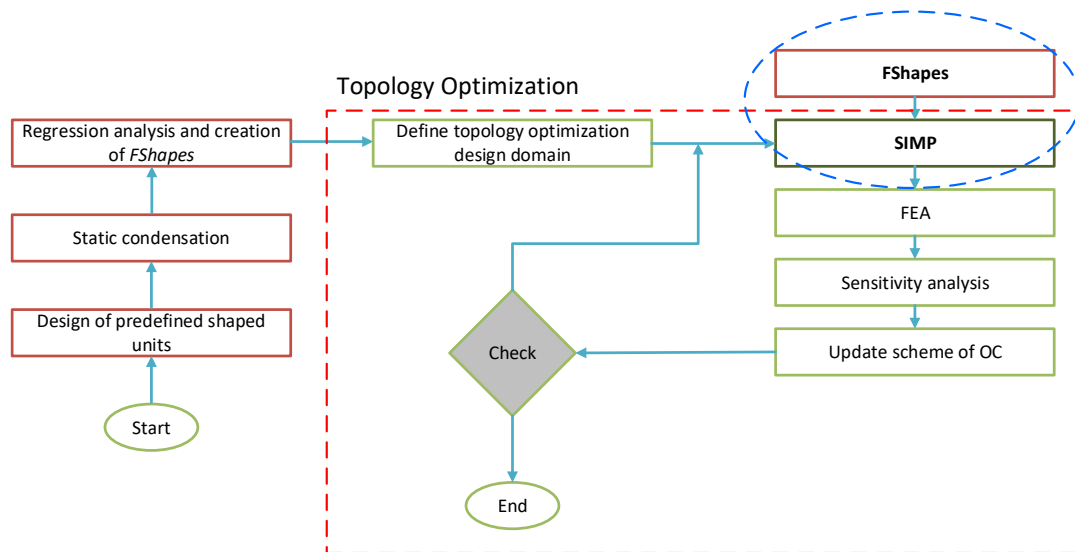 FShapes
Topology Optimization
Regression analysis and creation
of FShapes
Define topology optimization
design domain
SIMP
Static condensation
FEA
Sensitivity analysis
Design of predefined shaped
units
Check
Update scheme of OC
Start
End